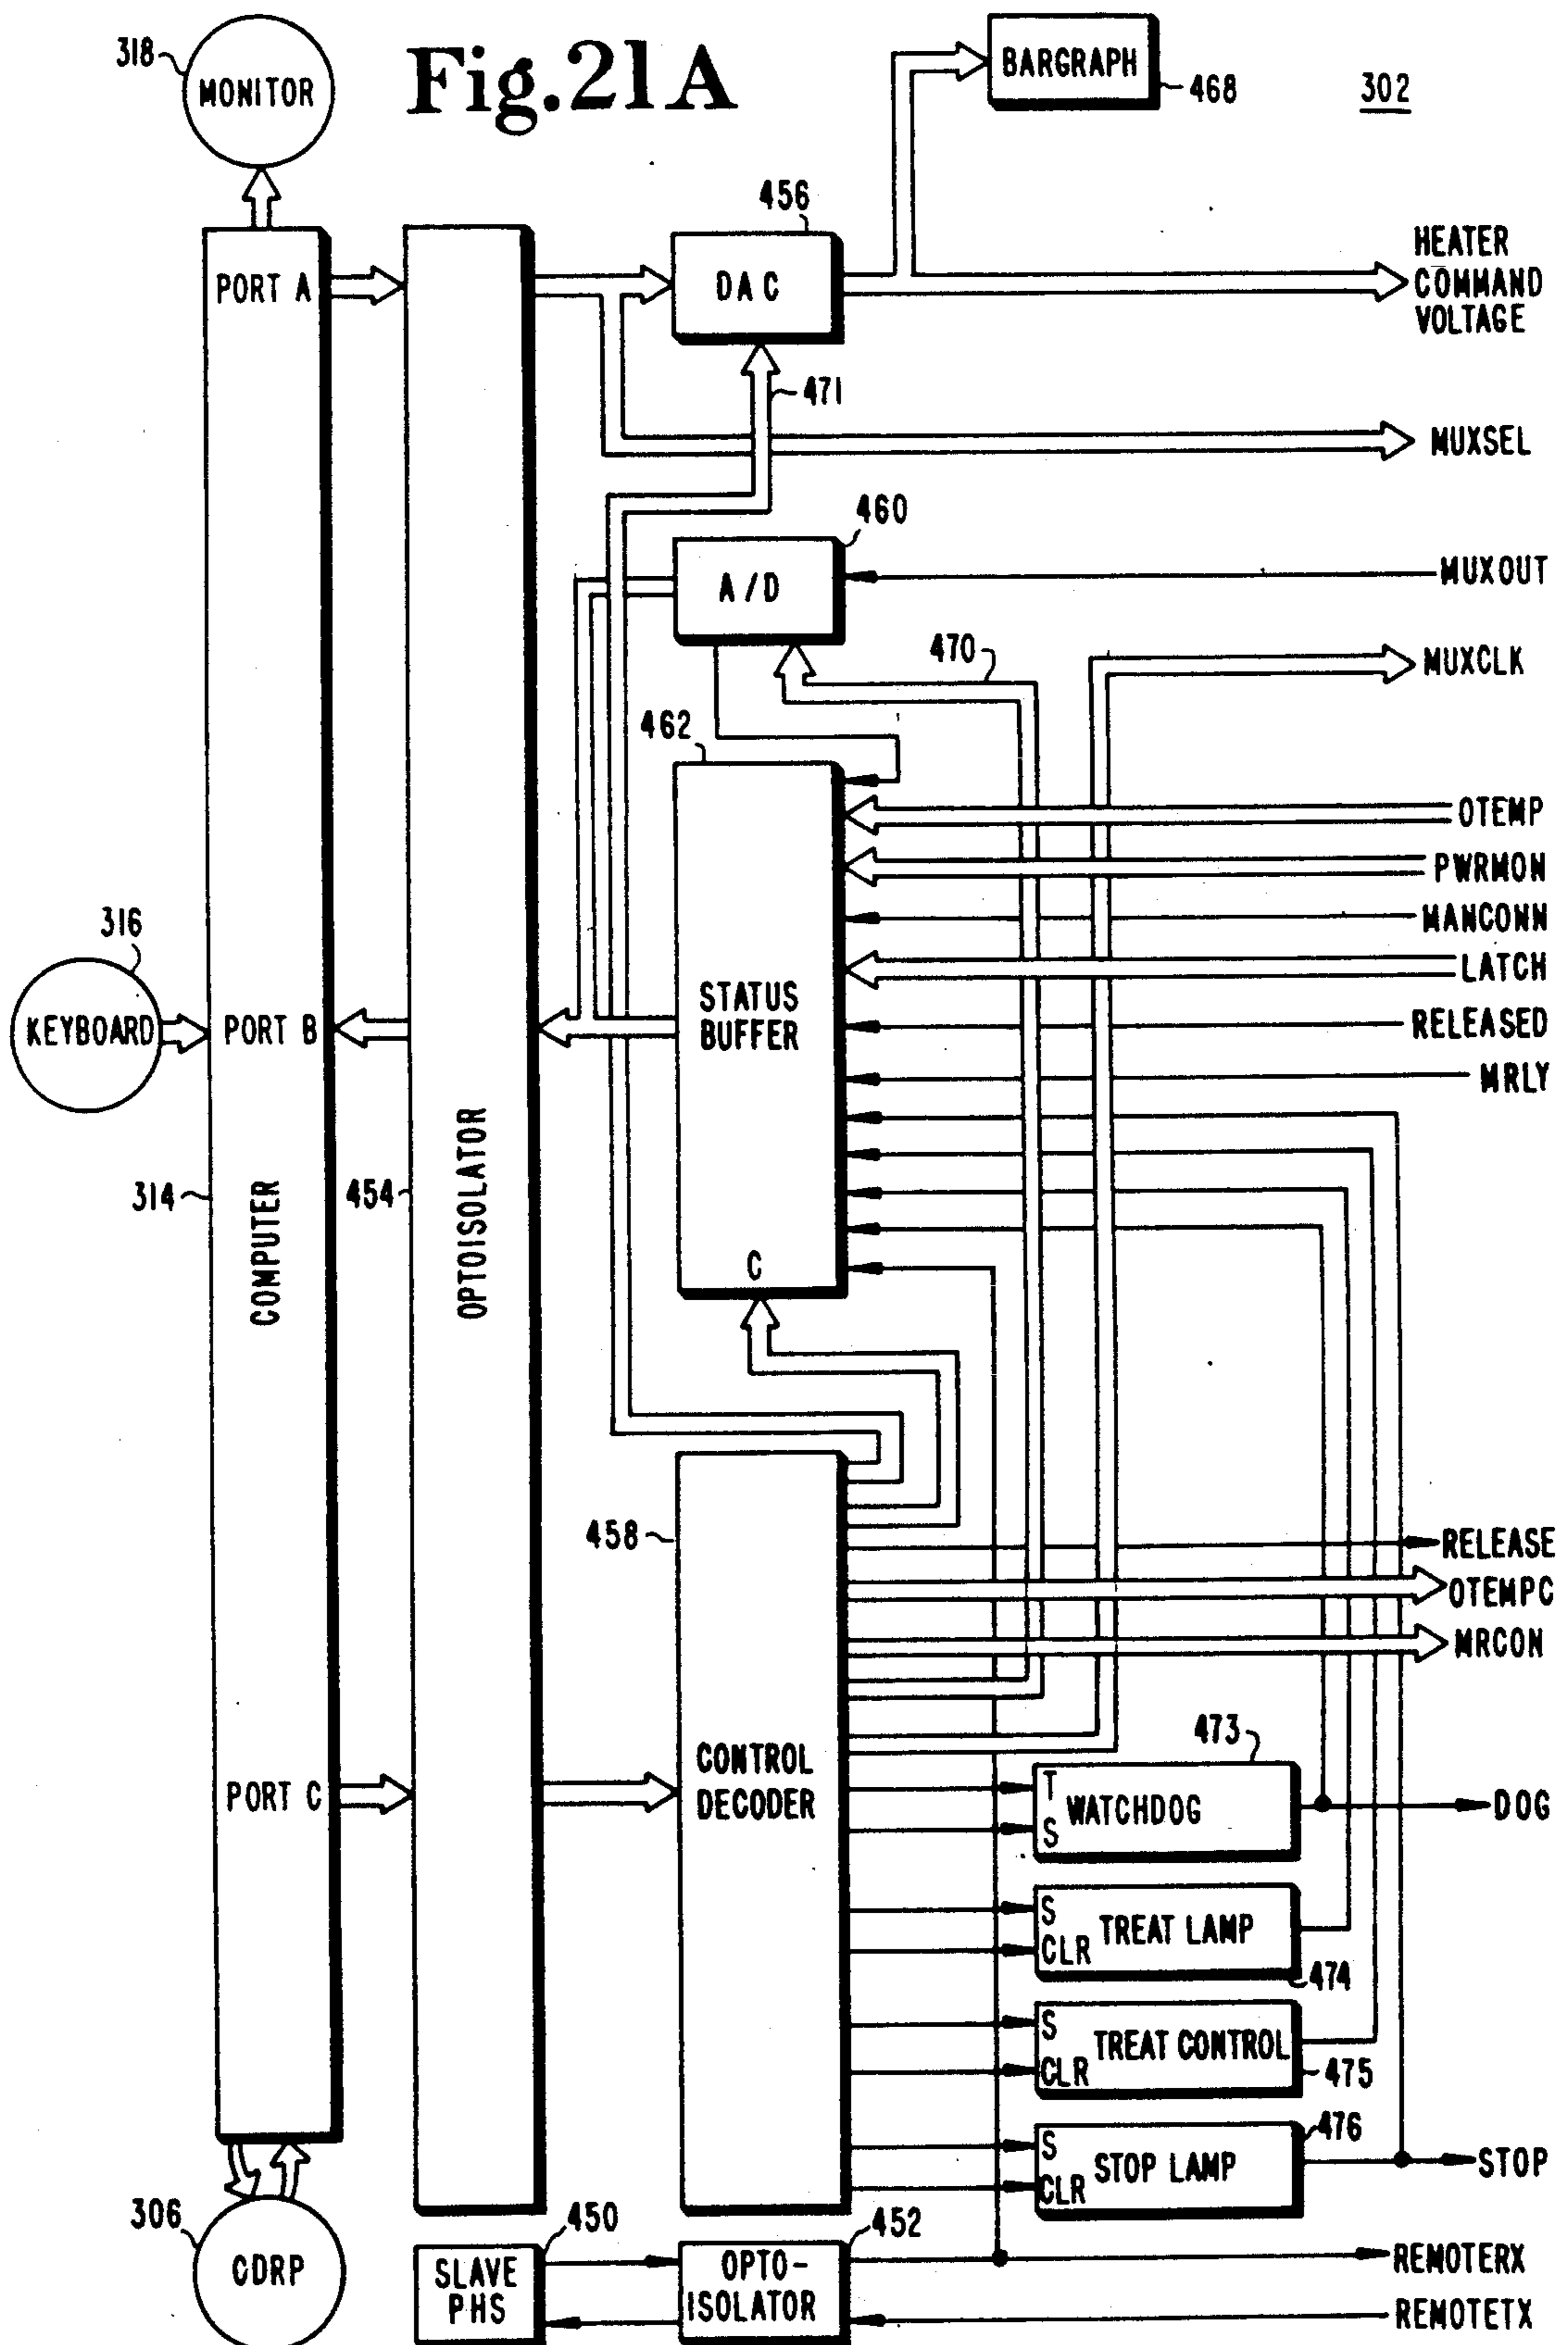 318
MONITOR
Fig.21A
BARGRAPH
468
302
456
PORT A
DAC
HEATER
COMMAND
VOLTAGE
471
MUXSEL
460
A/D
MUXOUT
470
MUXCLK
462
OTEMP
PWRMON
MANCONN
LATCH
RELEASED
MRLY
316
KEYBOARD
PORT B
STATUS
BUFFER
314
COMPUTER
454
OPTOISOLATOR
C
458
RELEASE
OTEMPC
MRCON
CONTROL
DECODER
PORT C
473
T
WATCHDOG
S
DOG
S
TREAT LAMP
CLR
474
S
TREAT CONTROL
CLR
475
476
S
STOP LAMP
CLR
STOP
306
CDRP
450
SLAVE
PHS
452
OPTO-
ISOLATOR
REMOTERX
REMOTETX